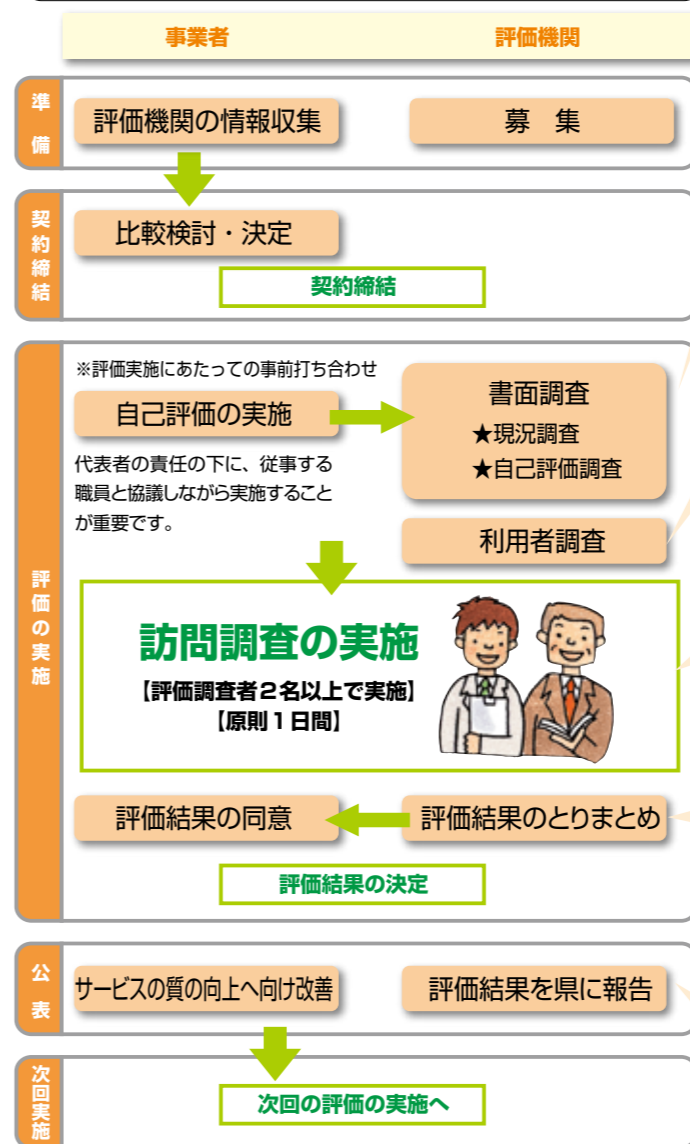 事業者
評価機関
準備
評価機関の情報収集
募　集
契約締結
比較検討・決定
契約締結
評価の実施
※評価実施にあたっての事前打ち合わせ
自己評価の実施
代表者の責任の下に、従事する
職員と協議しながら実施すること
が重要です。
書面調査
★現況調査
★自己評価調査
利用者調査
訪問調査の実施
【評価調査者２名以上で実施】
【原則１日間】
評価結果の同意
評価結果のとりまとめ
評価結果の決定
公表
サービスの質の向上へ向け改善
評価結果を県に報告
次回実施
次回の評価の実施へ